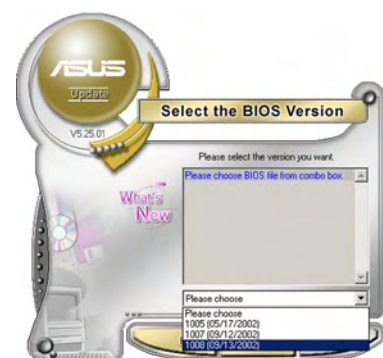 ASUS
Update
V5.25.01
Select the BIOS Version
Please select the version you want.
Please choose BIOS file from combo box.
What's
New
Please choose
Please choose
1005 (05/17/2002)
1007 (09/12/2002)
1008 (09/13/2002)